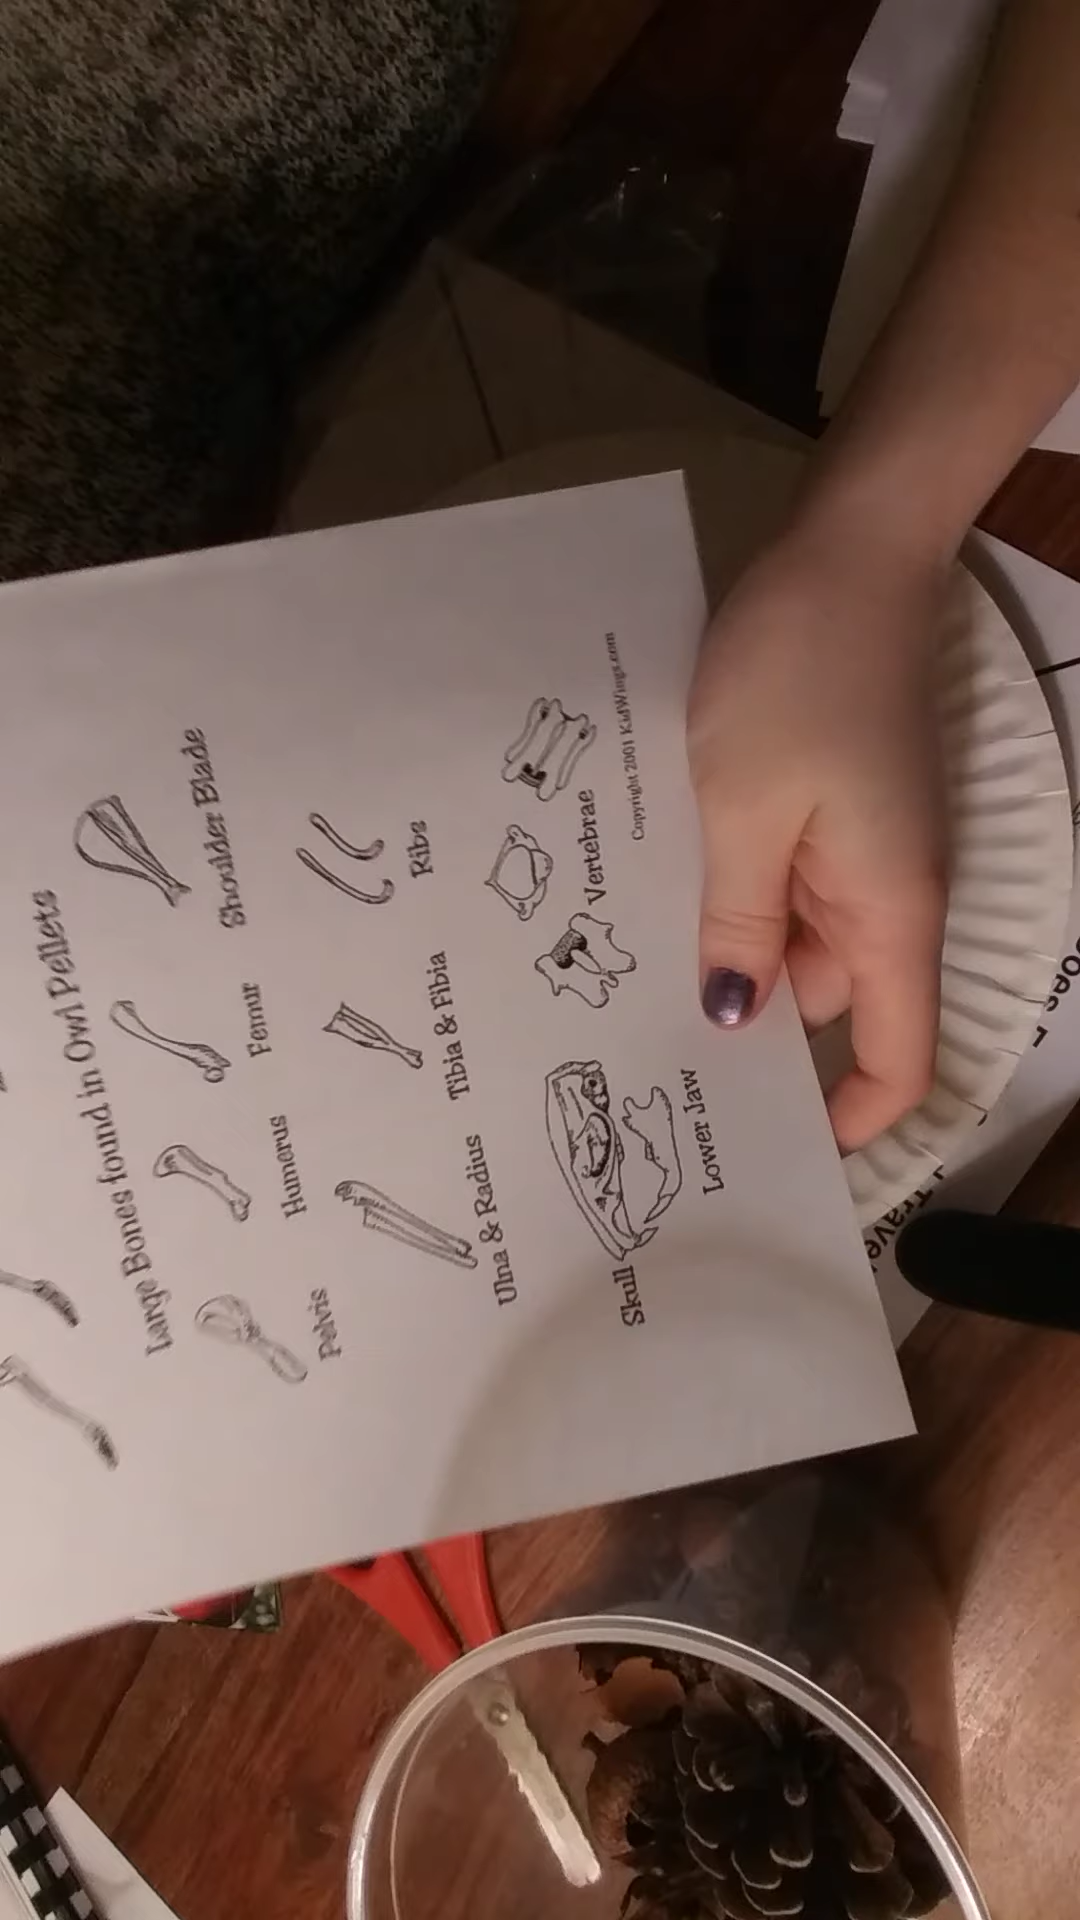 Large Bones found in Owl Pellets
Pelvis Humerus Femur Shoulder Blade
Ulna & Radius Tibia & Fibia Ribs
Skull Lower Jaw Vertebrae
Copyright 2001 KidWings.com